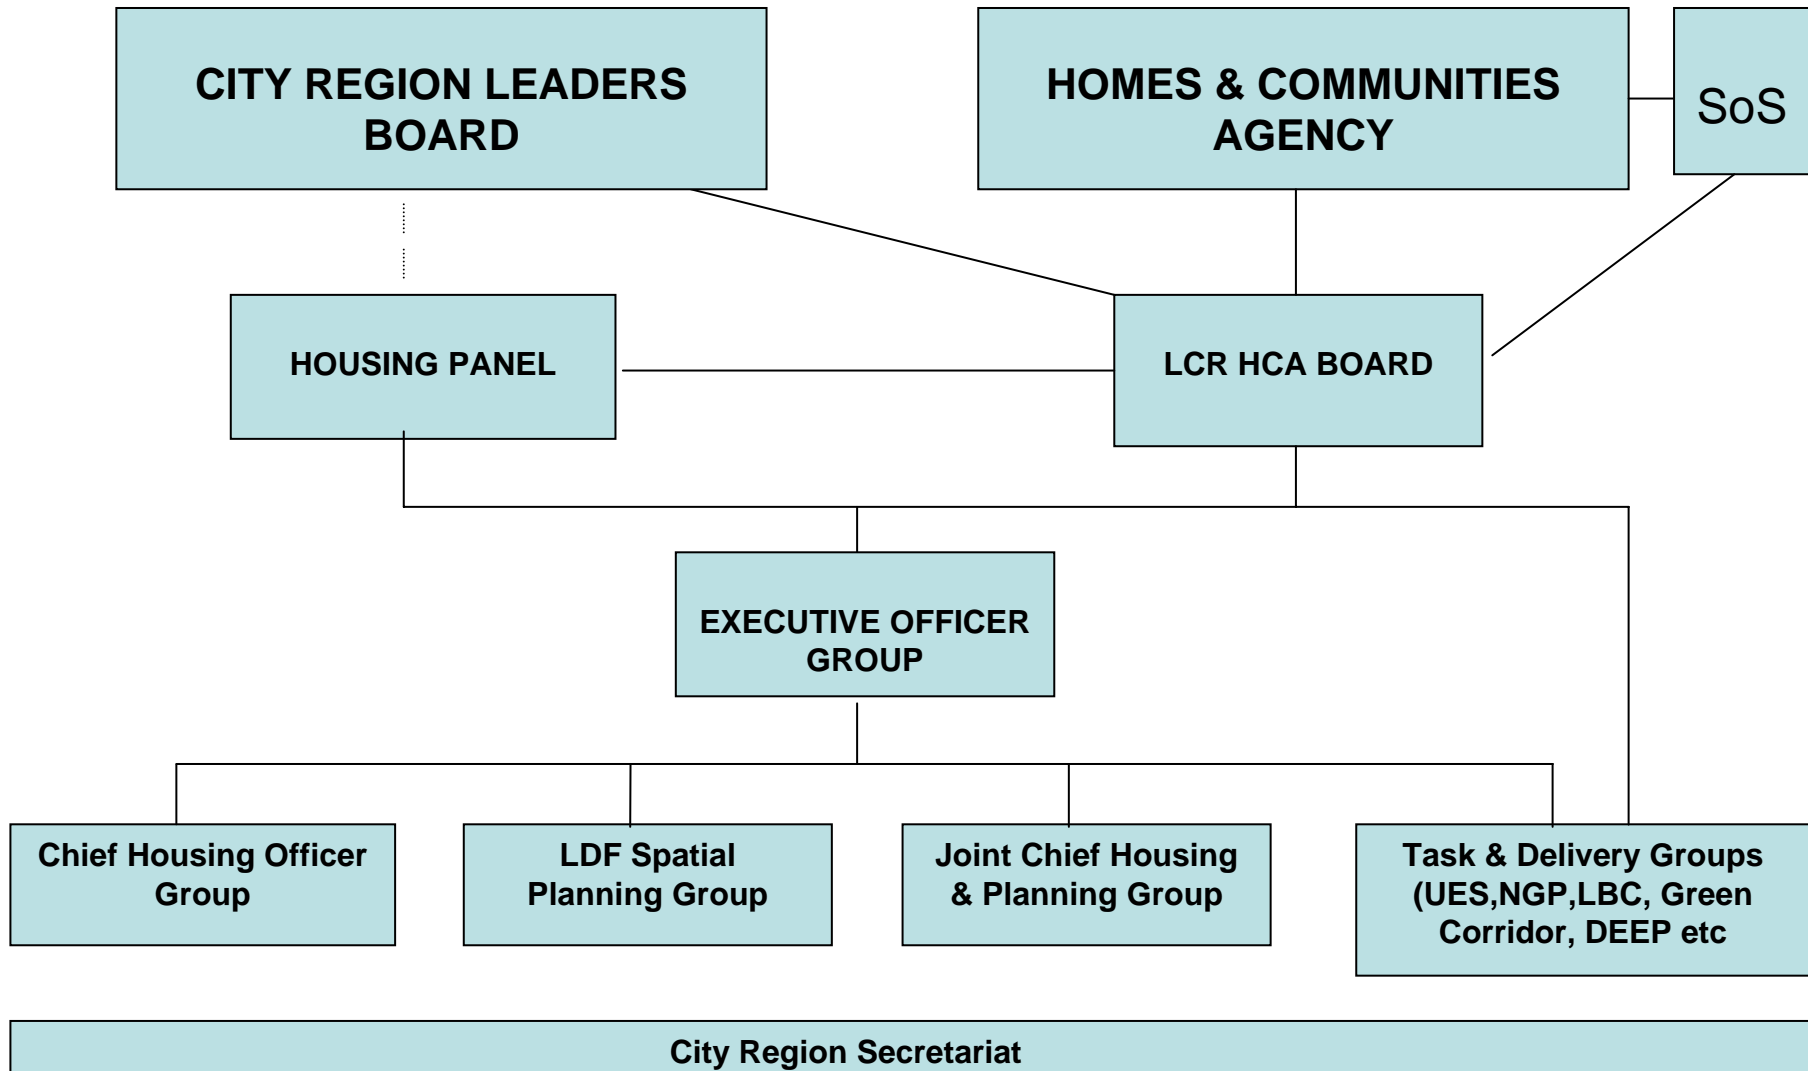 CITY REGION LEADERS
BOARD
HOMES & COMMUNITIES
AGENCY
SoS
HOUSING PANEL
LCR HCA BOARD
EXECUTIVE OFFICER
GROUP
Chief Housing Officer
Group
LDF Spatial
Planning Group
Joint Chief Housing
& Planning Group
Task & Delivery Groups
(UES,NGP,LBC, Green
Corridor, DEEP etc
City Region Secretariat